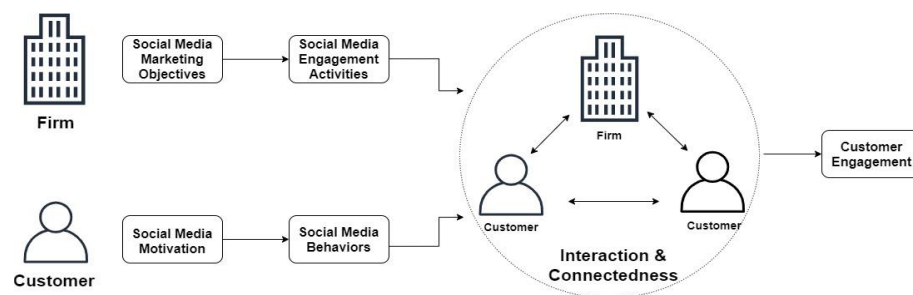 Firm
Social Media
Marketing
Objectives
Social Media
Engagement
Activities
Firm
Customer
Customer
Interaction &
Connectedness
Customer
Engagement
Customer
Social Media
Motivation
Social Media
Behaviors